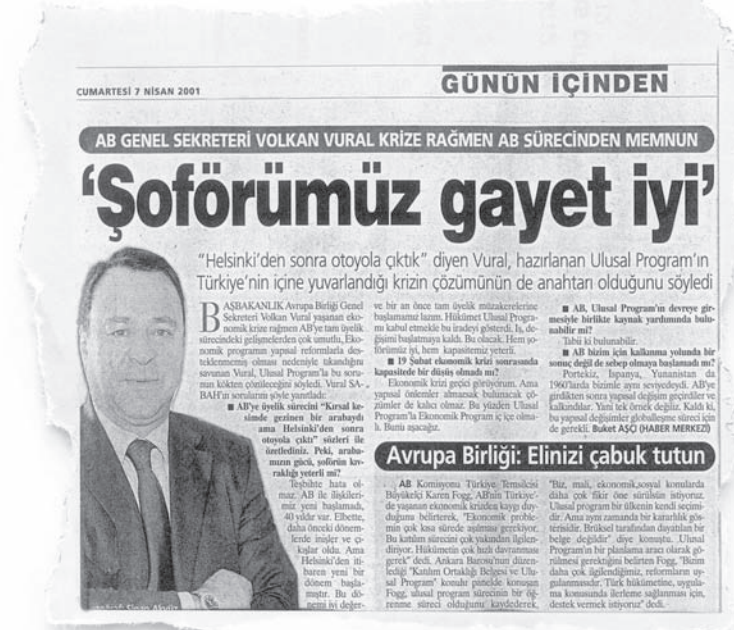 CUMARTESİ 7 NİSAN 2001
GÜNÜN İÇİNDEN
AB GENEL SEKRETERİ VOLKAN VURAL KRİZE RAĞMEN AB SÜRECİNDEN MEMNUN
‘Şoförümüz gayet iyi’
“Helsinki’den sonra otoyola çıktık” diyen Vural, hazırlanan Ulusal Program’ın
Türkiye’nin içine yuvarlandığı krizin çözümünün de anahtarı olduğunu söyledi
BAŞBAKANLIK Avrupa Birliği Genel
Sekreteri Volkan Vural yaşanan eko-
nomik krize rağmen AB’ye tam üyelik
sürecindeki gelişmelerden çok umutlu. Eko-
nomik programın yapısal reformlarla des-
teklenmemiş olması nedeniyle tıkandığını
savunan Vural, Ulusal Program’la bu soru-
nun kökten çözüleceğini söyledi. Vural SA-
BAH’ın sorularını şöyle yanıtladı:
■ AB’ye üyelik sürecini “Kırsal ke-
simde gezinen bir arabaydı
ama Helsinki’den sonra
otoyola çıktı” sözleri ile
özetlediniz. Peki, araba-
mızın gücü, şoförün kıv-
raklığı yeterli mi?
Teşbihte hata ol-
maz. AB ile ilişkileri-
miz yeni başlamadı,
40 yıldır var. Elbette,
daha önceki dönem-
lerde inişler ve çı-
kışlar oldu. Ama
Helsinki’den iti-
baren yeni bir
dönem başla-
mıştır. Bu dö-
nemi iyi değer-
ve bir an önce tam üyelik müzakerelerine
başlamamız lazım. Hükümet Ulusal Progra-
mı kabul etmekle bu iradeyi gösterdi. İş, de-
ğişimi başlatmaya kaldı. Bu olacak. Hem şo-
förümüz iyi, hem kapasitemiz yeterli.
■ 19 Şubat ekonomik krizi sonrasında
kapasitede bir düşüş olmadı mı?
Ekonomik krizi geçici görüyorum. Ama
yapısal önlemler alınmazsa bulunacak çö-
zümler de kalıcı olmaz. Bu yüzden Ulusal
Program’la Ekonomik Program iç içe olma-
lı. Bunu aşacağız.
■ AB, Ulusal Program’ın devreye gir-
mesiyle birlikte kaynak yardımında bulu-
nabilir mi?
Tabii ki bulunabilir.
■ AB bizim için kalkınma yolunda bir
sonuç değil de sebep olmaya başlamadı mı?
Portekiz, İspanya, Yunanistan da
1960’larda bizimle aynı seviyedeydi. AB’ye
girdikten sonra yapısal değişim geçirdiler ve
kalkındılar. Yani tek örnek değiliz. Kaldı ki,
bu yapısal değişimler globalleşme süreci için
de gerekli. Buket AŞÇI (HABER MERKEZİ)
Avrupa Birliği: Elinizi çabuk tutun
AB Komisyonu Türkiye Temsilcisi
Büyükelçi Karen Fogg, AB’nin Türkiye’-
de yaşanan ekonomik krizden kaygı duy-
duğunu belirterek, "Ekonomik proble-
min çok kısa sürede aşılması gerekiyor.
Bu katılım sürecini çok yakından ilgilen-
diriyor. Hükümetin çok hızlı davranması
gerek" dedi. Ankara Barosu’nun düzen-
lediği "Katılım Ortaklığı Belgesi ve Ulu-
sal Program" konulu panelde konuşan
Fogg, ulusal program sürecinin bir öğ-
renme süreci olduğunu kaydederek,
"Biz, mali, ekonomik,sosyal konularda
daha çok fikir öne sürülsün istiyoruz.
Ulusal program bir ülkenin kendi seçimi-
dir. Ama aynı zamanda bir kararlılık gös-
tergesidir. Brüksel tarafından dayatılan bir
belge değildir" diye konuştu. Ulusal
Program’ın bir planlama aracı olarak gö-
rülmesi gerektiğini belirten Fogg, "Bizim
daha çok ilgilendiğimiz, reformların uy-
gulanmasıdır. Türk hükümetine, uygula-
ma konusunda ilerleme sağlanması için,
destek vermek istiyoruz" dedi.